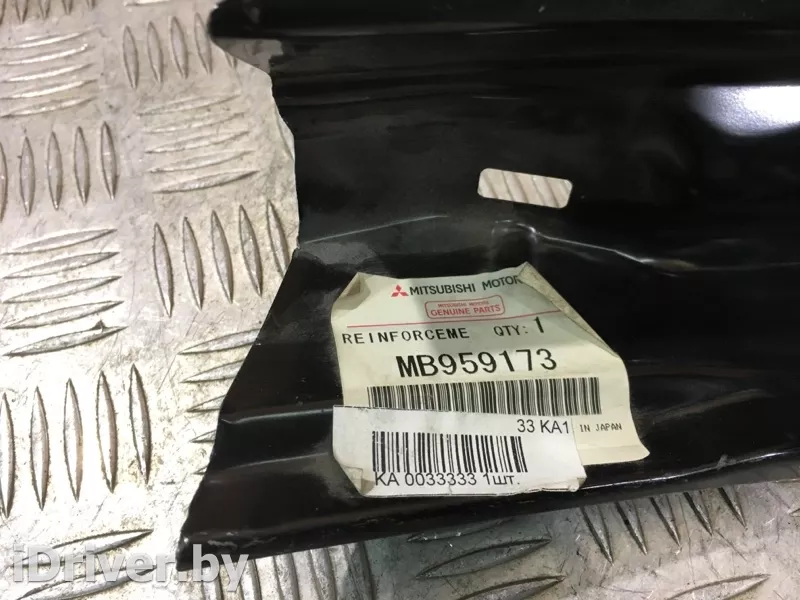 MITSUBISHI MOTOR
MITSUBISHI MOTORS
GENUINE PARTS
REINFORCEME QTY: 1
MB959173
33 KA1
IN JAPAN
KA 0033333 1шт.
iDriver.by